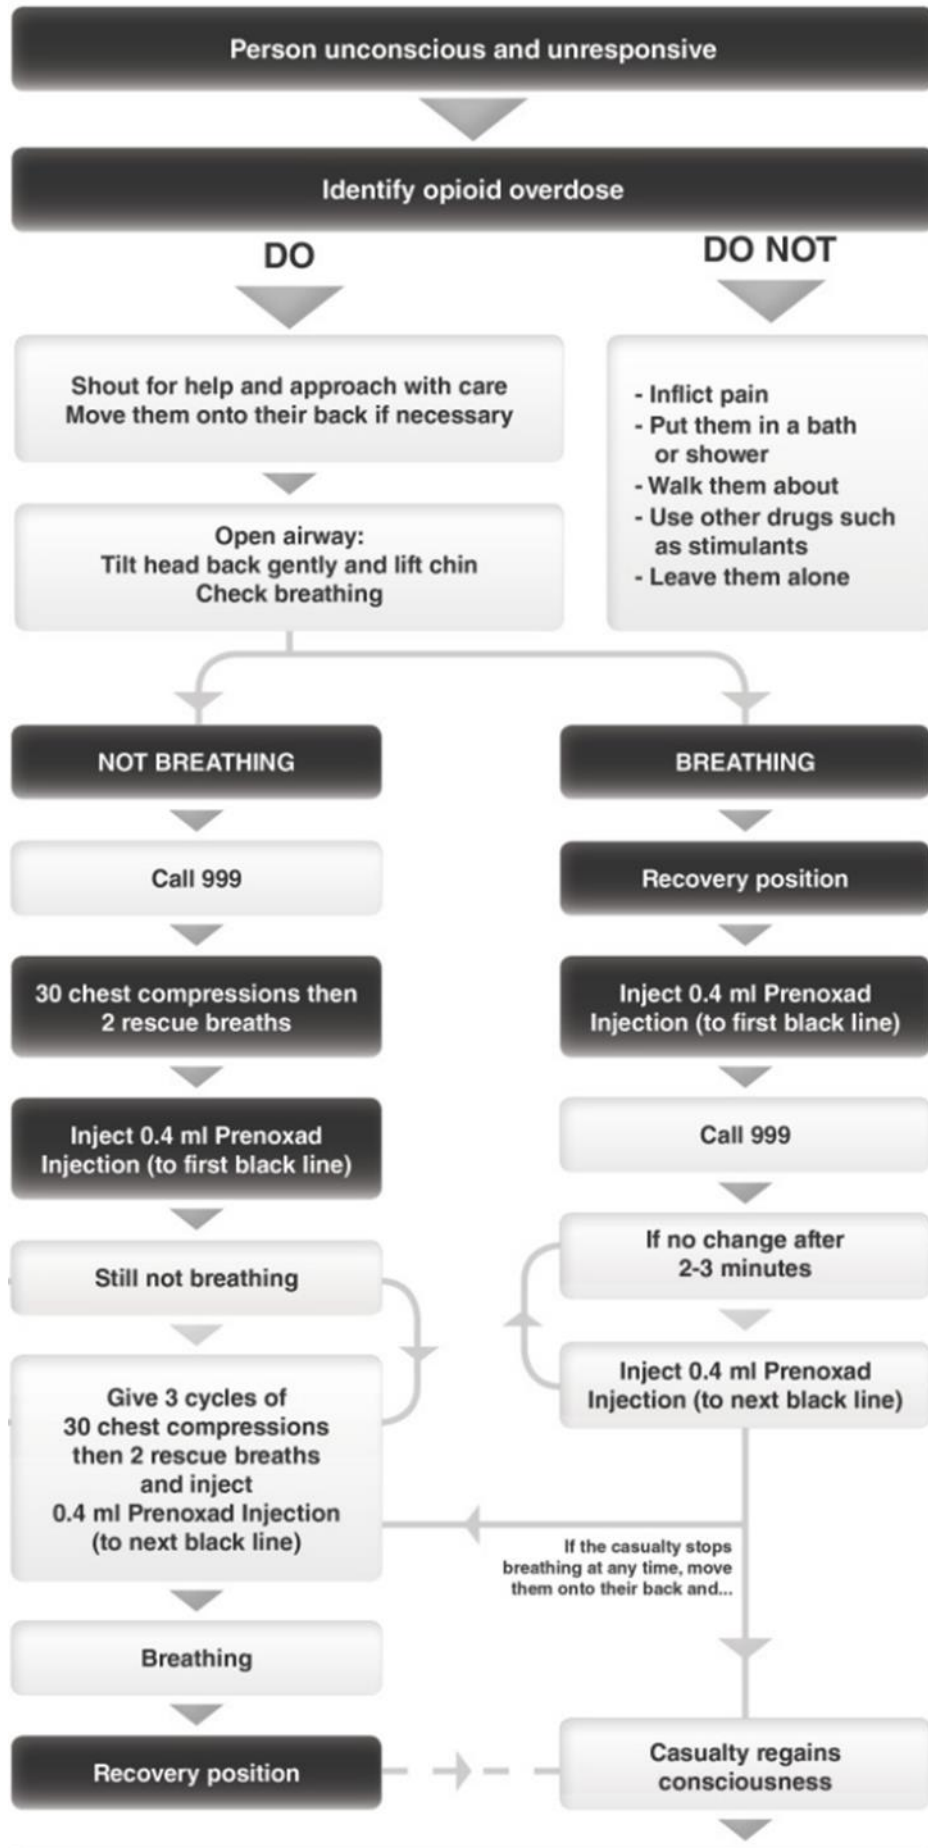 Person unconscious and unresponsive
Identify opioid overdose
DO
Shout for help and approach with care
Move them onto their back if necessary
Open airway:
Tilt head back gently and lift chin
Check breathing
DO NOT
- Inflict pain
- Put them in a bath
or shower
- Walk them about
- Use other drugs such
as stimulants
- Leave them alone
NOT BREATHING
Call 999
30 chest compressions then
2 rescue breaths
Inject 0.4 ml Prenoxad
Injection (to first black line)
Still not breathing
Give 3 cycles of
30 chest compressions
then 2 rescue breaths
and inject
0.4 ml Prenoxad Injection
(to next black line)
Breathing
Recovery position
BREATHING
Recovery position
Inject 0.4 ml Prenoxad
Injection (to first black line)
Call 999
If no change after
2-3 minutes
Inject 0.4 ml Prenoxad
Injection (to next black line)
If the casualty stops
breathing at any time, move
them onto their back and...
Casualty regains
consciousness